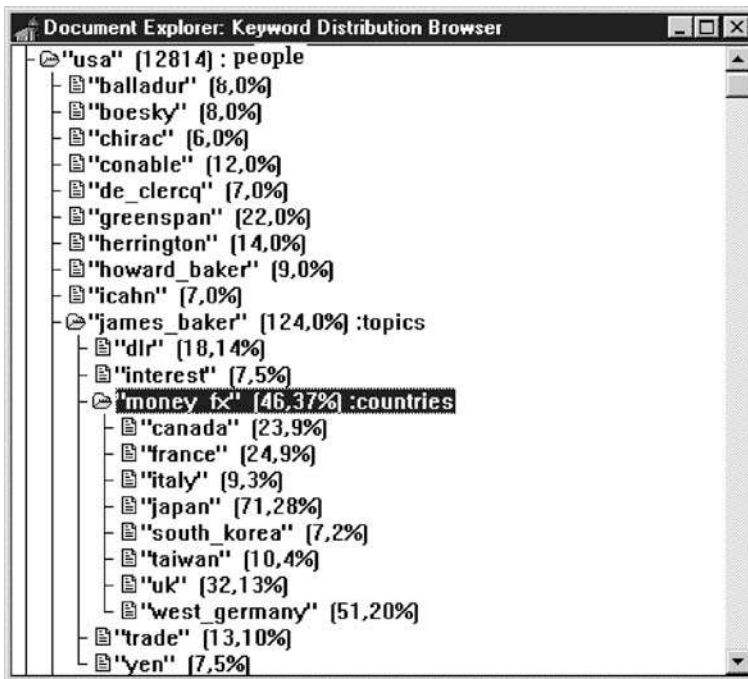 Document Explorer: Keyword Distribution Browser
"usa" (12814) : people
"balladur" (8,0%)
"boesky" (8,0%)
"chirac" (6,0%)
"conable" (12,0%)
"de_clercq" (7,0%)
"greenspan" (22,0%)
"herrington" (14,0%)
"howard_baker" (9,0%)
"icahn" (7,0%)
"james_baker" (124,0%) :topics
"dlr" (18,14%)
"interest" (7,5%)
"money_fx" (46,37%) :countries
"canada" (23,9%)
"france" (24,9%)
"italy" (9,3%)
"japan" (71,28%)
"south_korea" (7,2%)
"taiwan" (10,4%)
"uk" (32,13%)
"west_germany" (51,20%)
"trade" (13,10%)
"yen" (7,5%)